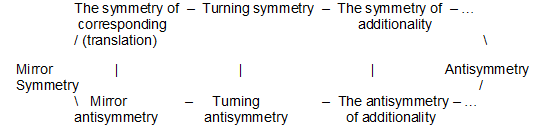 The symmetry of – Turning symmetry – The symmetry of – …
corresponding additionality
/ (translation) \
Mirror | | | Antisymmetry
Symmetry /
\ Mirror – Turning – The antisymmetry – …
antisymmetry antisymmetry of additionality